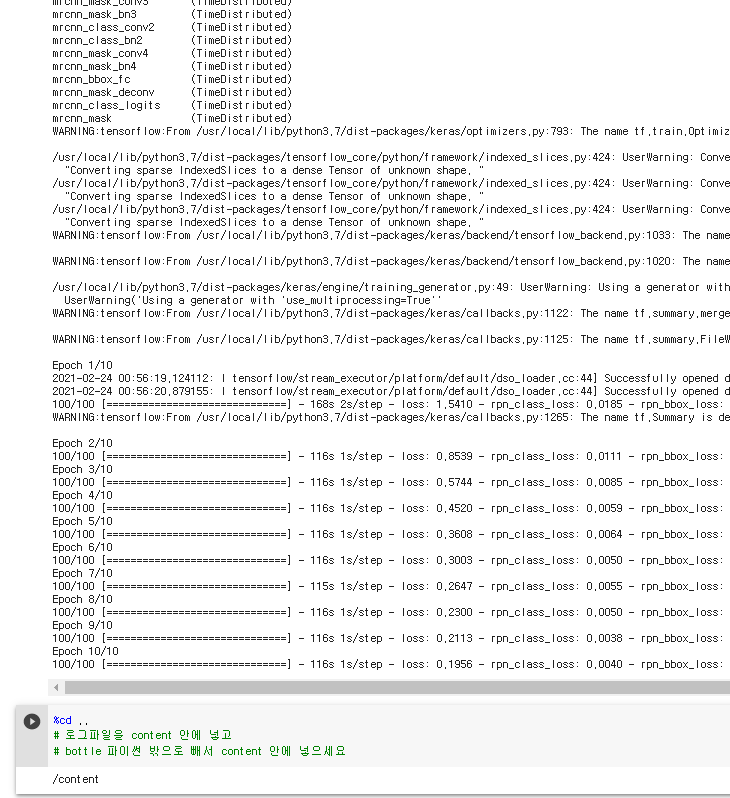 mrcnn_mask_conv3       (TimeDistributed)
mrcnn_mask_bn3         (TimeDistributed)
mrcnn_class_conv2      (TimeDistributed)
mrcnn_class_bn2        (TimeDistributed)
mrcnn_mask_conv4       (TimeDistributed)
mrcnn_mask_bn4         (TimeDistributed)
mrcnn_bbox_fc          (TimeDistributed)
mrcnn_mask_deconv      (TimeDistributed)
mrcnn_class_logits     (TimeDistributed)
mrcnn_mask             (TimeDistributed)
WARNING:tensorflow:From /usr/local/lib/python3.7/dist-packages/keras/optimizers.py:793: The name tf.train.Optimiz
/usr/local/lib/python3.7/dist-packages/tensorflow_core/python/framework/indexed_slices.py:424: UserWarning: Conve
"Converting sparse IndexedSlices to a dense Tensor of unknown shape. "
/usr/local/lib/python3.7/dist-packages/tensorflow_core/python/framework/indexed_slices.py:424: UserWarning: Conve
"Converting sparse IndexedSlices to a dense Tensor of unknown shape. "
/usr/local/lib/python3.7/dist-packages/tensorflow_core/python/framework/indexed_slices.py:424: UserWarning: Conve
"Converting sparse IndexedSlices to a dense Tensor of unknown shape. "
WARNING:tensorflow:From /usr/local/lib/python3.7/dist-packages/keras/backend/tensorflow_backend.py:1033: The name
WARNING:tensorflow:From /usr/local/lib/python3.7/dist-packages/keras/backend/tensorflow_backend.py:1020: The name
/usr/local/lib/python3.7/dist-packages/keras/engine/training_generator.py:49: UserWarning: Using a generator with
UserWarning('Using a generator with `use_multiprocessing=True`'
WARNING:tensorflow:From /usr/local/lib/python3.7/dist-packages/keras/callbacks.py:1122: The name tf.summary.merge
WARNING:tensorflow:From /usr/local/lib/python3.7/dist-packages/keras/callbacks.py:1125: The name tf.summary.FileW
Epoch 1/10
2021-02-24 00:56:19.124112: I tensorflow/stream_executor/platform/default/dso_loader.cc:44] Successfully opened d
2021-02-24 00:56:20.879155: I tensorflow/stream_executor/platform/default/dso_loader.cc:44] Successfully opened d
100/100 [==============================] - 168s 2s/step - loss: 1.5410 - rpn_class_loss: 0.0185 - rpn_bbox_loss:
WARNING:tensorflow:From /usr/local/lib/python3.7/dist-packages/keras/callbacks.py:1265: The name tf.Summary is de
Epoch 2/10
100/100 [==============================] - 116s 1s/step - loss: 0.8539 - rpn_class_loss: 0.0111 - rpn_bbox_loss:
Epoch 3/10
100/100 [==============================] - 116s 1s/step - loss: 0.5744 - rpn_class_loss: 0.0085 - rpn_bbox_loss:
Epoch 4/10
100/100 [==============================] - 116s 1s/step - loss: 0.4520 - rpn_class_loss: 0.0059 - rpn_bbox_loss:
Epoch 5/10
100/100 [==============================] - 116s 1s/step - loss: 0.3608 - rpn_class_loss: 0.0064 - rpn_bbox_loss:
Epoch 6/10
100/100 [==============================] - 116s 1s/step - loss: 0.3003 - rpn_class_loss: 0.0050 - rpn_bbox_loss:
Epoch 7/10
100/100 [==============================] - 115s 1s/step - loss: 0.2647 - rpn_class_loss: 0.0055 - rpn_bbox_loss:
Epoch 8/10
100/100 [==============================] - 116s 1s/step - loss: 0.2300 - rpn_class_loss: 0.0050 - rpn_bbox_loss:
Epoch 9/10
100/100 [==============================] - 116s 1s/step - loss: 0.2113 - rpn_class_loss: 0.0038 - rpn_bbox_loss:
Epoch 10/10
100/100 [==============================] - 116s 1s/step - loss: 0.1956 - rpn_class_loss: 0.0040 - rpn_bbox_loss:
%cd ..
# 로그파일을 content 안에 넣고
# bottle 파이썬 밖으로 빼서 content 안에 넣으세요
/content